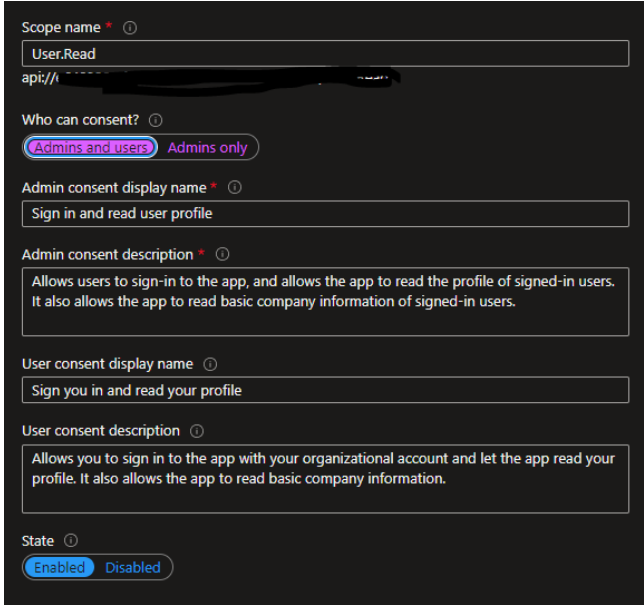 Scope name *
User.Read
api://
Who can consent?
Admins and users Admins only
Admin consent display name *
Sign in and read user profile
Admin consent description *
Allows users to sign-in to the app, and allows the app to read the profile of signed-in users.
It also allows the app to read basic company information of signed-in users.
User consent display name
Sign you in and read your profile
User consent description
Allows you to sign in to the app with your organizational account and let the app read your
profile. It also allows the app to read basic company information.
State
Enabled Disabled